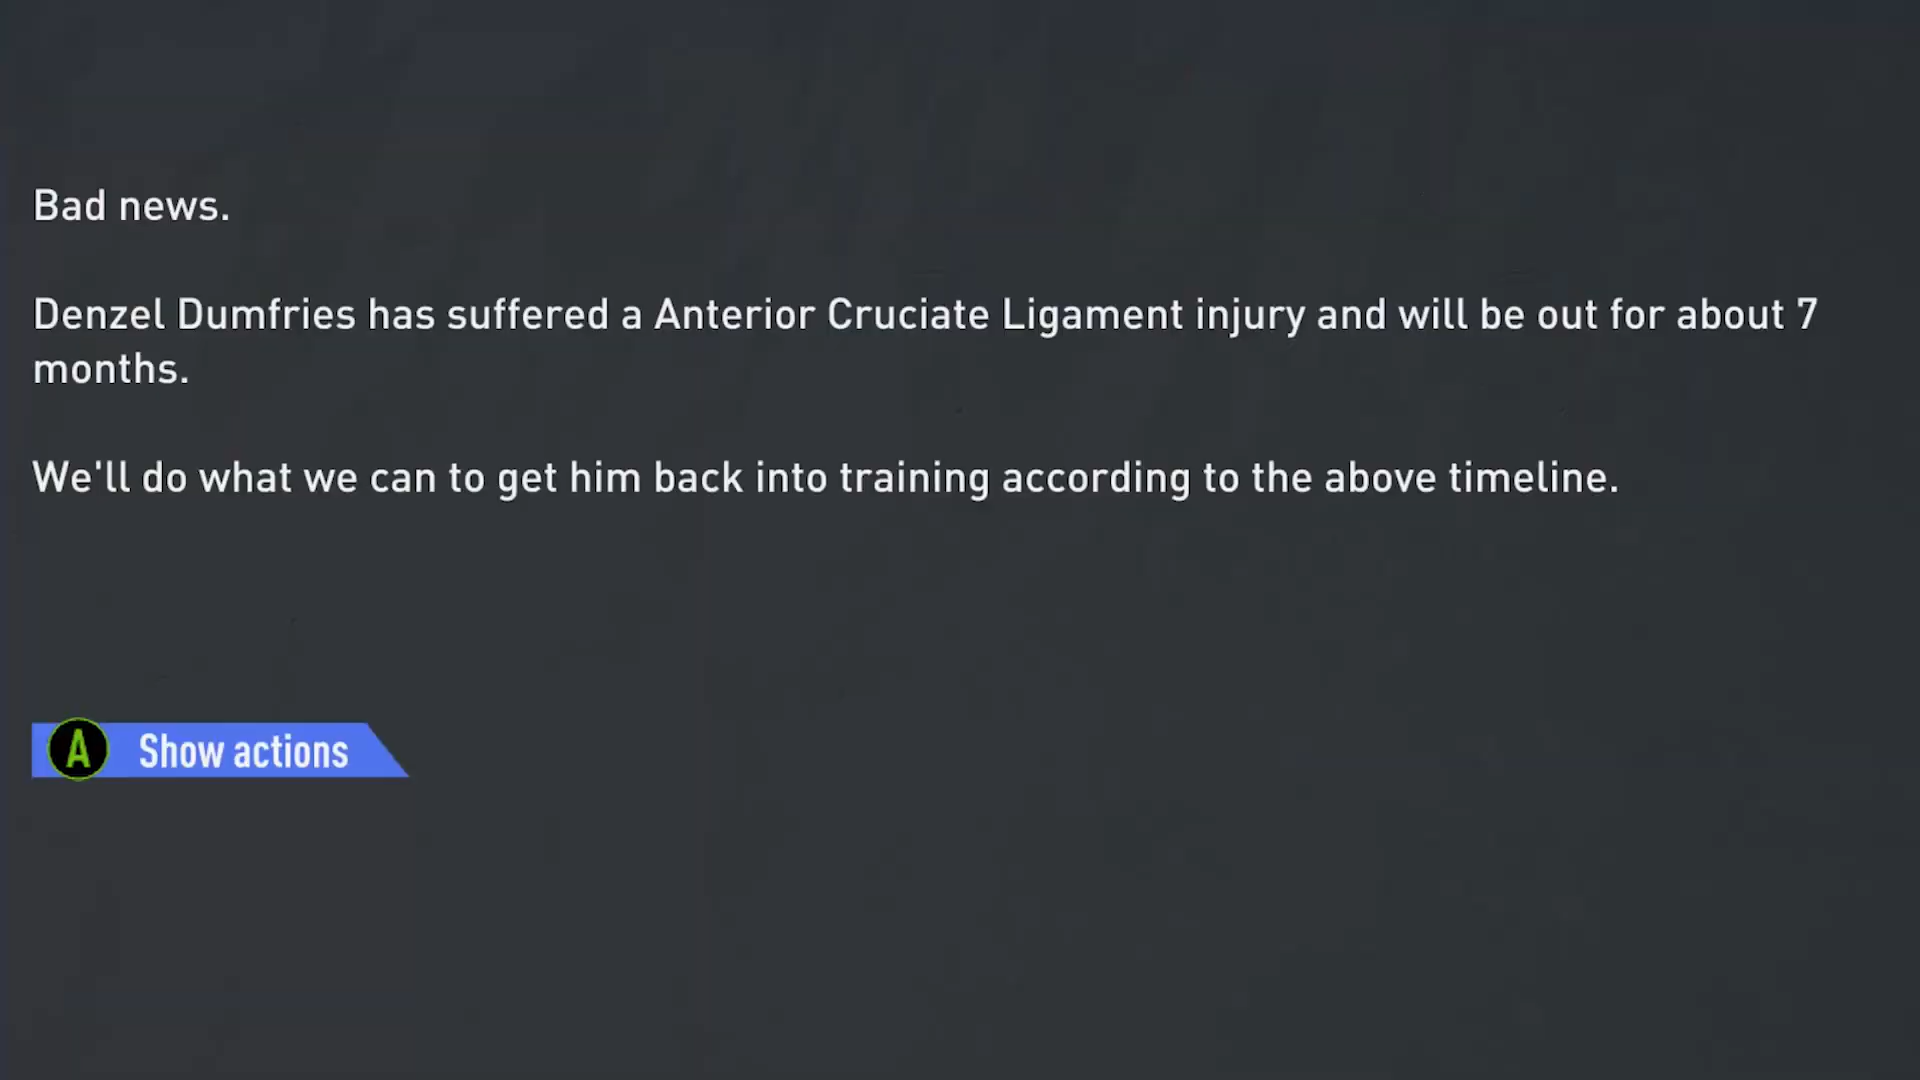 Bad news.
Denzel Dumfries has suffered a Anterior Cruciate Ligament injury and will be out for about 7
months.
We'll do what we can to get him back into training according to the above timeline.
A Show actions